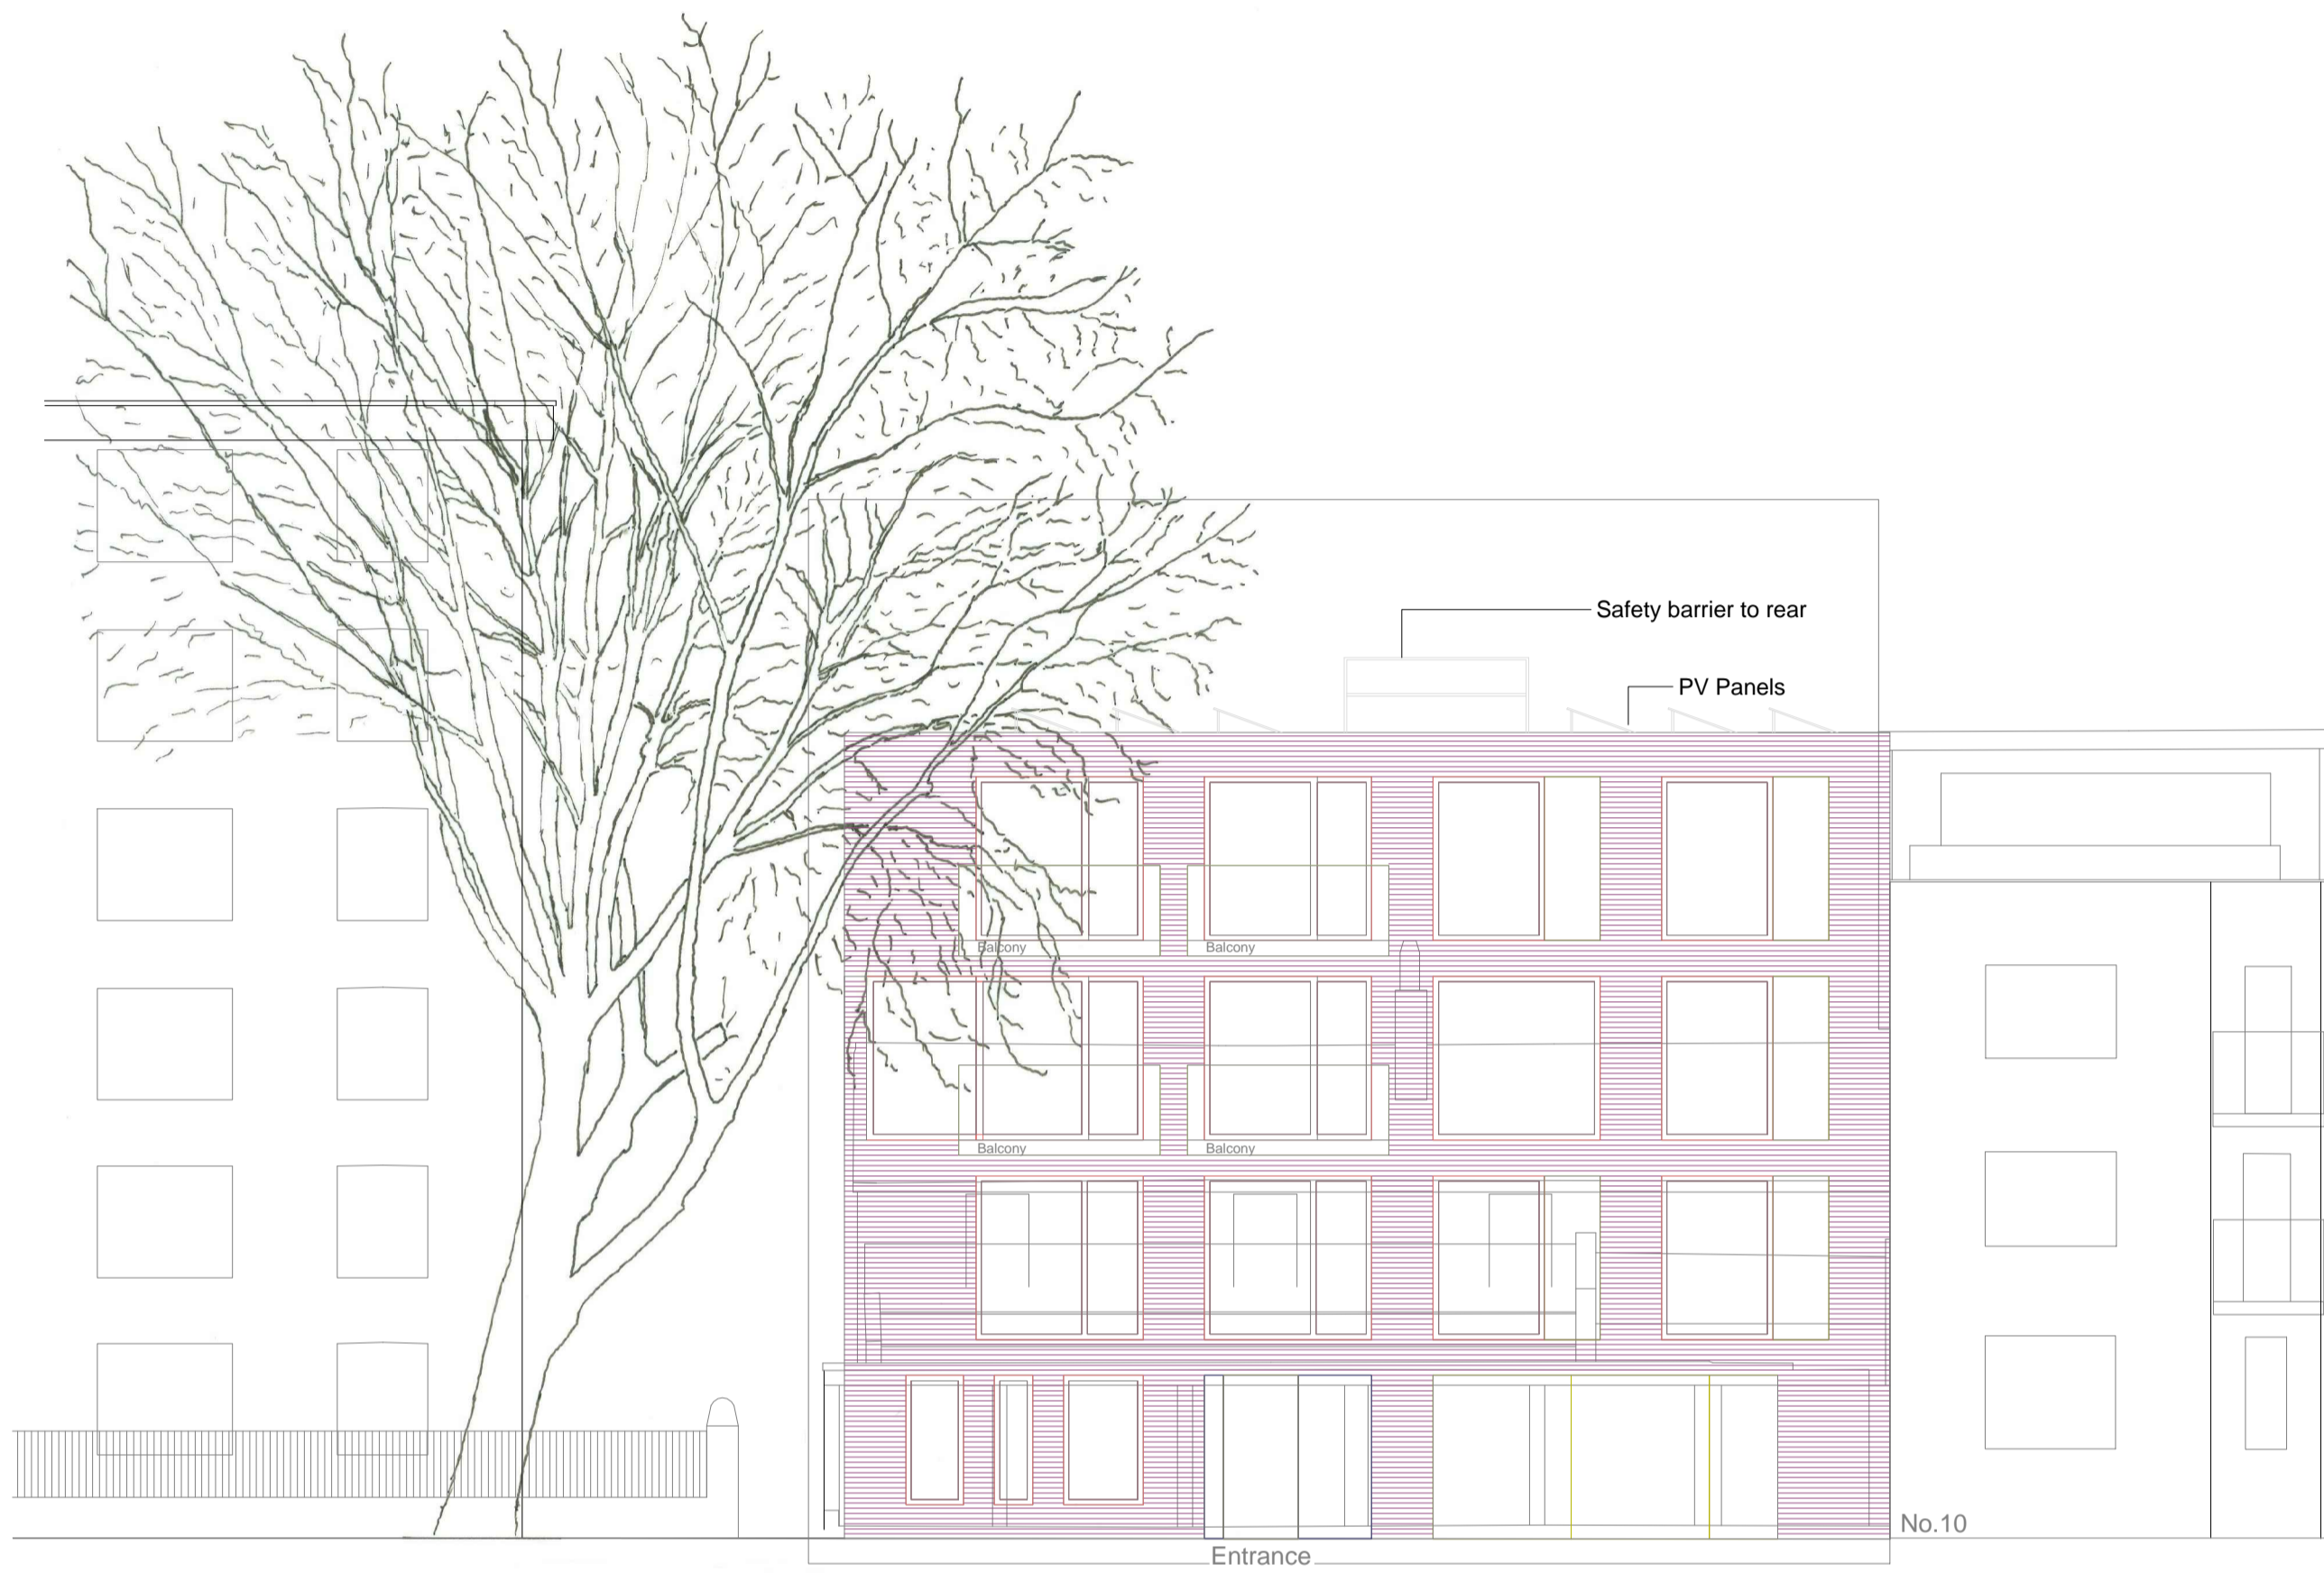 Safety barrier to rear
PV Panels
Balcony
Balcony
Balcony
Balcony
No.10
Entrance